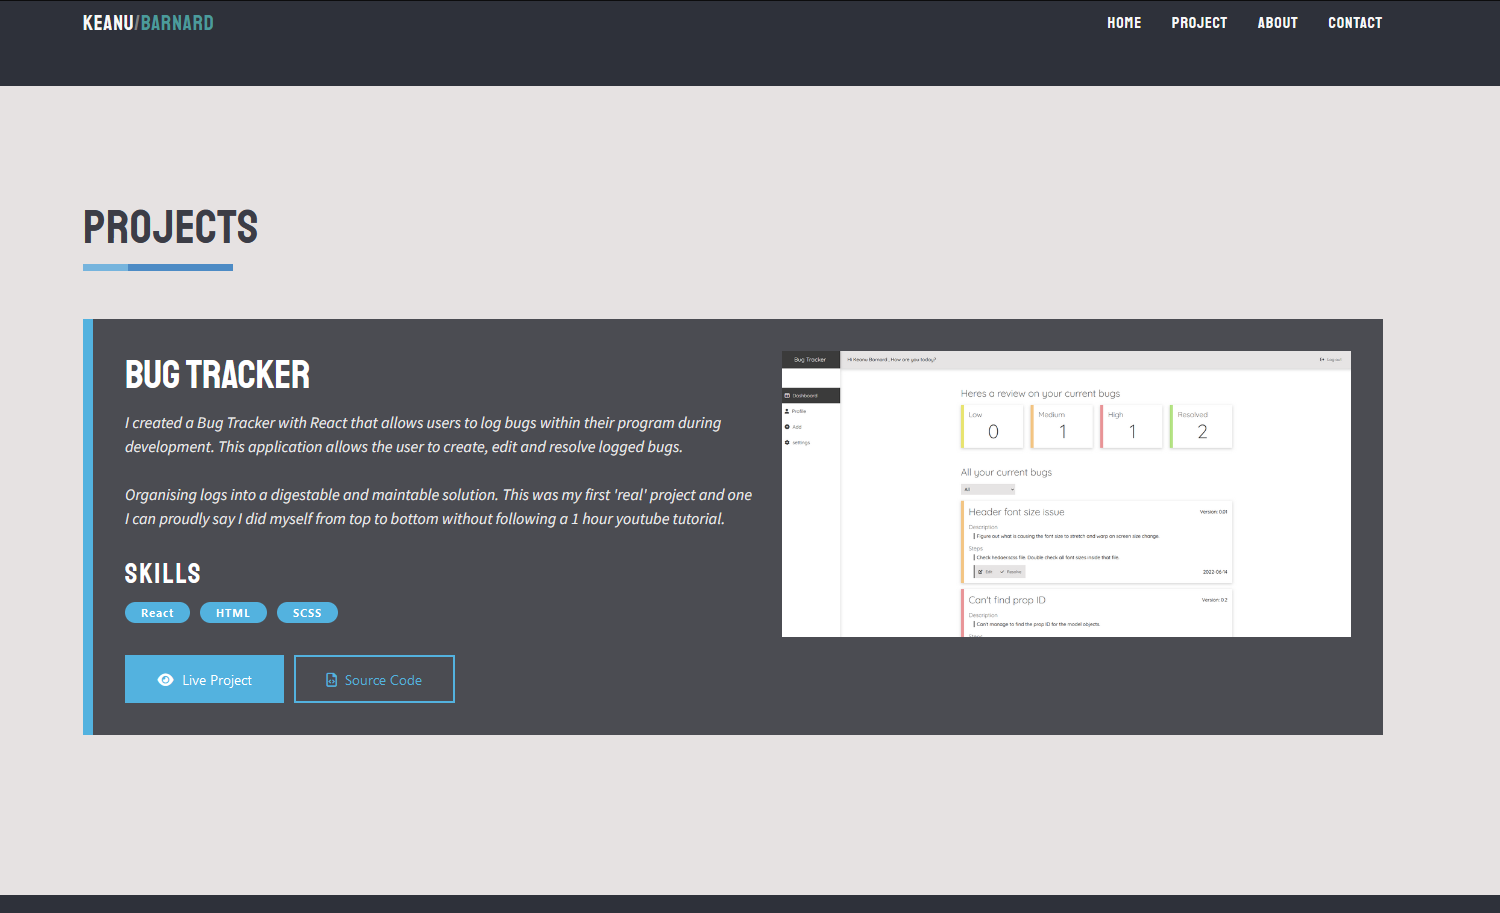 KEANU/BARNARD
HOME PROJECT ABOUT CONTACT
PROJECTS
BUG TRACKER
I created a Bug Tracker with React that allows users to log bugs within their program during
development. This application allows the user to create, edit and resolve logged bugs.
Organising logs into a digestable and maintable solution. This was my first 'real' project and one
I can proudly say I did myself from top to bottom without following a 1 hour youtube tutorial.
SKILLS
React HTML SCSS
Live Project Source Code
Bug Tracker
Hi Keanu Barnard , How are you today?
Logout
Dashboard
Profile
Add
Settings
Heres a review on your current bugs
Low Medium High Resolved
0 1 1 2
All your current bugs
All
Header font size issue Version: 0.01
Description
Figure out what is causing the font size to stretch and warp on screen size change.
Steps
Check hedaer.scss file. Double check all font sizes inside that file.
Edit Resolve 2022-06-14
Can't find prop ID Version: 0.2
Description
Can't manage to find the prop ID for the model objects.
Steps